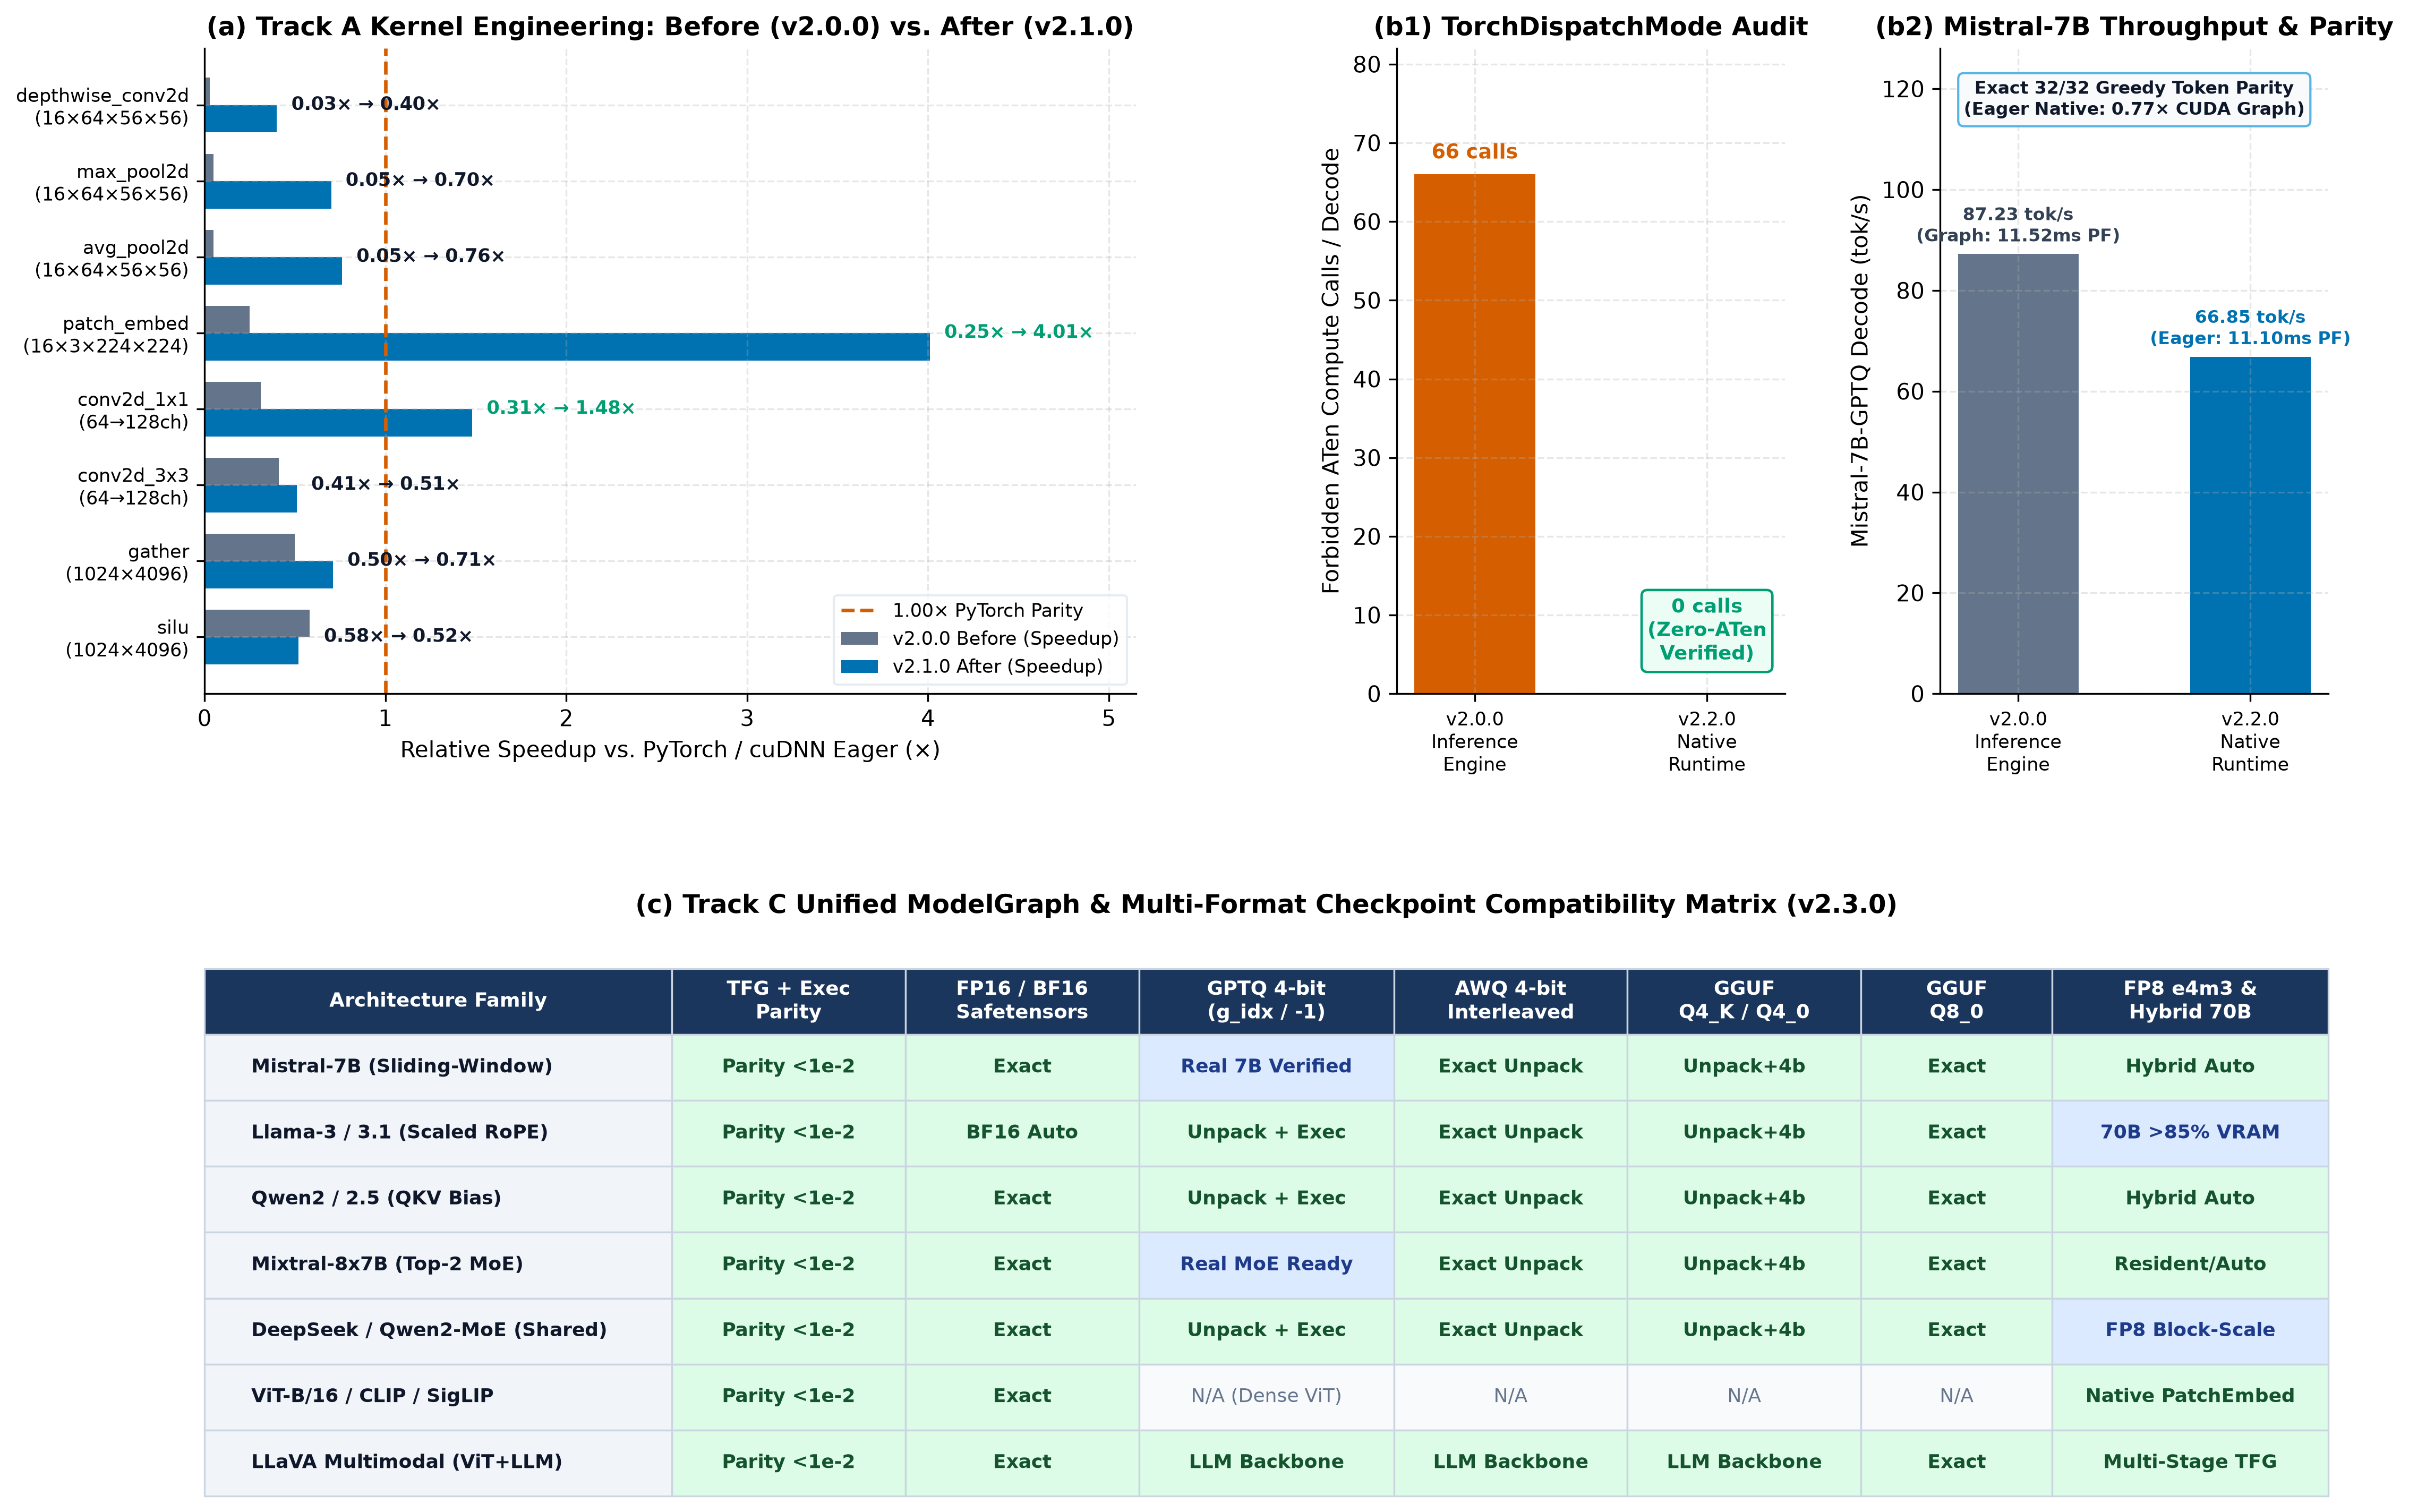 (a) Track A Kernel Engineering: Before (v2.0.0) vs. After (v2.1.0)
depthwise_conv2d
(16×64×56×56)
0.03× → 0.40×
max_pool2d
(16×64×56×56)
0.05× → 0.70×
avg_pool2d
(16×64×56×56)
0.05× → 0.76×
patch_embed
(16×3×224×224)
0.25× → 4.01×
conv2d_1x1
(64→128ch)
0.31× → 1.48×
conv2d_3x3
(64→128ch)
0.41× → 0.51×
gather
(1024×4096)
0.50× → 0.71×
silu
(1024×4096)
0.58× → 0.52×
1.00× PyTorch Parity
v2.0.0 Before (Speedup)
v2.1.0 After (Speedup)
0 1 2 3 4 5
Relative Speedup vs. PyTorch / cuDNN Eager (×)
(b1) TorchDispatchMode Audit
Forbidden ATen Compute Calls / Decode
80
70
60
50
40
30
20
10
0
66 calls
0 calls
(Zero-ATen
Verified)
v2.0.0
Inference
Engine
v2.2.0
Native
Runtime
(b2) Mistral-7B Throughput & Parity
Mistral-7B-GPTQ Decode (tok/s)
120
100
80
60
40
20
0
Exact 32/32 Greedy Token Parity
(Eager Native: 0.77× CUDA Graph)
87.23 tok/s
(Graph: 11.52ms PF)
66.85 tok/s
(Eager: 11.10ms PF)
v2.0.0
Inference
Engine
v2.2.0
Native
Runtime
(c) Track C Unified ModelGraph & Multi-Format Checkpoint Compatibility Matrix (v2.3.0)
Architecture Family
TFG + Exec
Parity
FP16 / BF16
Safetensors
GPTQ 4-bit
(g_idx / -1)
AWQ 4-bit
Interleaved
GGUF
Q4_K / Q4_0
GGUF
Q8_0
FP8 e4m3 &
Hybrid 70B
Mistral-7B (Sliding-Window) Parity <1e-2 Exact Real 7B Verified Exact Unpack Unpack+4b Exact Hybrid Auto
Llama-3 / 3.1 (Scaled RoPE) Parity <1e-2 BF16 Auto Unpack + Exec Exact Unpack Unpack+4b Exact 70B >85% VRAM
Qwen2 / 2.5 (QKV Bias) Parity <1e-2 Exact Unpack + Exec Exact Unpack Unpack+4b Exact Hybrid Auto
Mixtral-8x7B (Top-2 MoE) Parity <1e-2 Exact Real MoE Ready Exact Unpack Unpack+4b Exact Resident/Auto
DeepSeek / Qwen2-MoE (Shared) Parity <1e-2 Exact Unpack + Exec Exact Unpack Unpack+4b Exact FP8 Block-Scale
ViT-B/16 / CLIP / SigLIP Parity <1e-2 Exact N/A (Dense ViT) N/A N/A N/A Native PatchEmbed
LLaVA Multimodal (ViT+LLM) Parity <1e-2 Exact LLM Backbone LLM Backbone LLM Backbone Exact Multi-Stage TFG